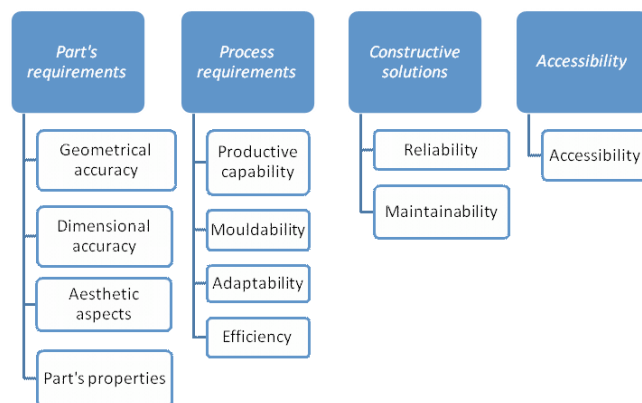 Part's
requirements
Geometrical
accuracy
Dimensional
accuracy
Aesthetic
aspects
Part's properties
Process
requirements
Productive
capability
Mouldability
Adaptability
Efficiency
Constructive
solutions
Reliability
Maintainability
Accessibility
Accessibility